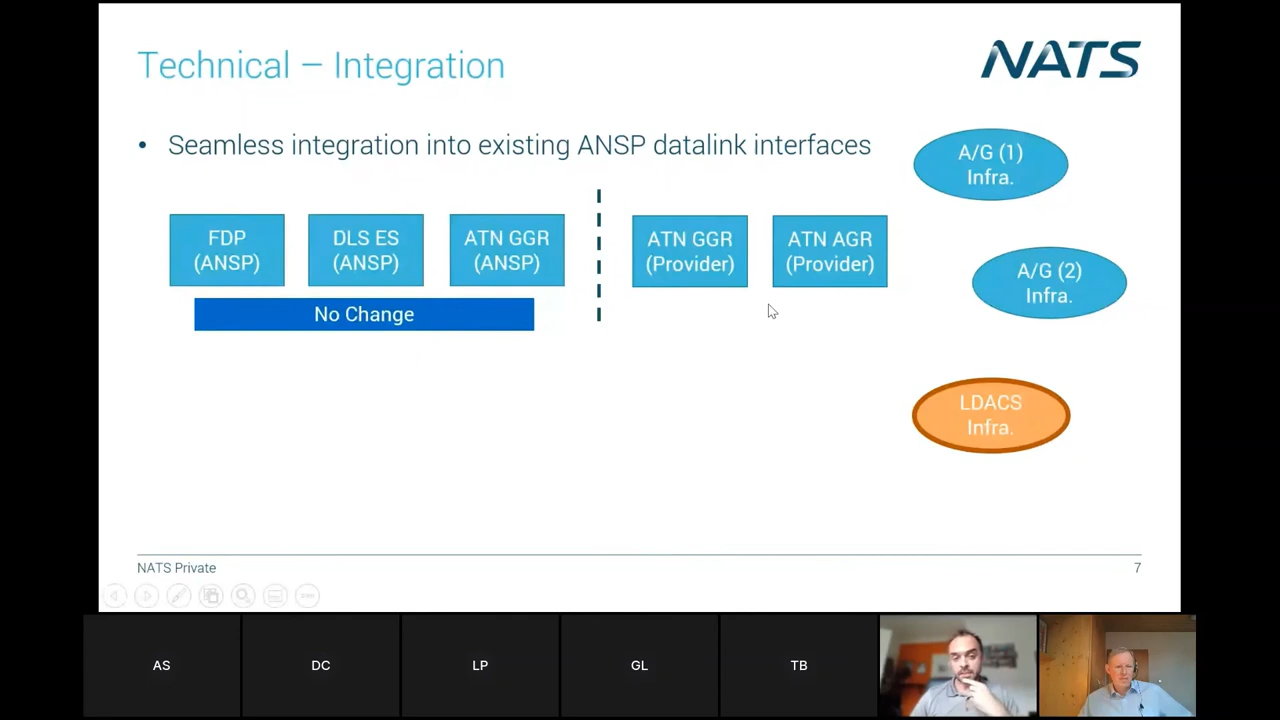 Technical – Integration
NATS
• Seamless integration into existing ANSP datalink interfaces
A/G (1)
Infra.
FDP
(ANSP)
DLS ES
(ANSP)
ATN GGR
(ANSP)
ATN GGR
(Provider)
ATN AGR
(Provider)
A/G (2)
Infra.
No Change
LDACS
Infra.
NATS Private
7
AS
DC
LP
GL
TB